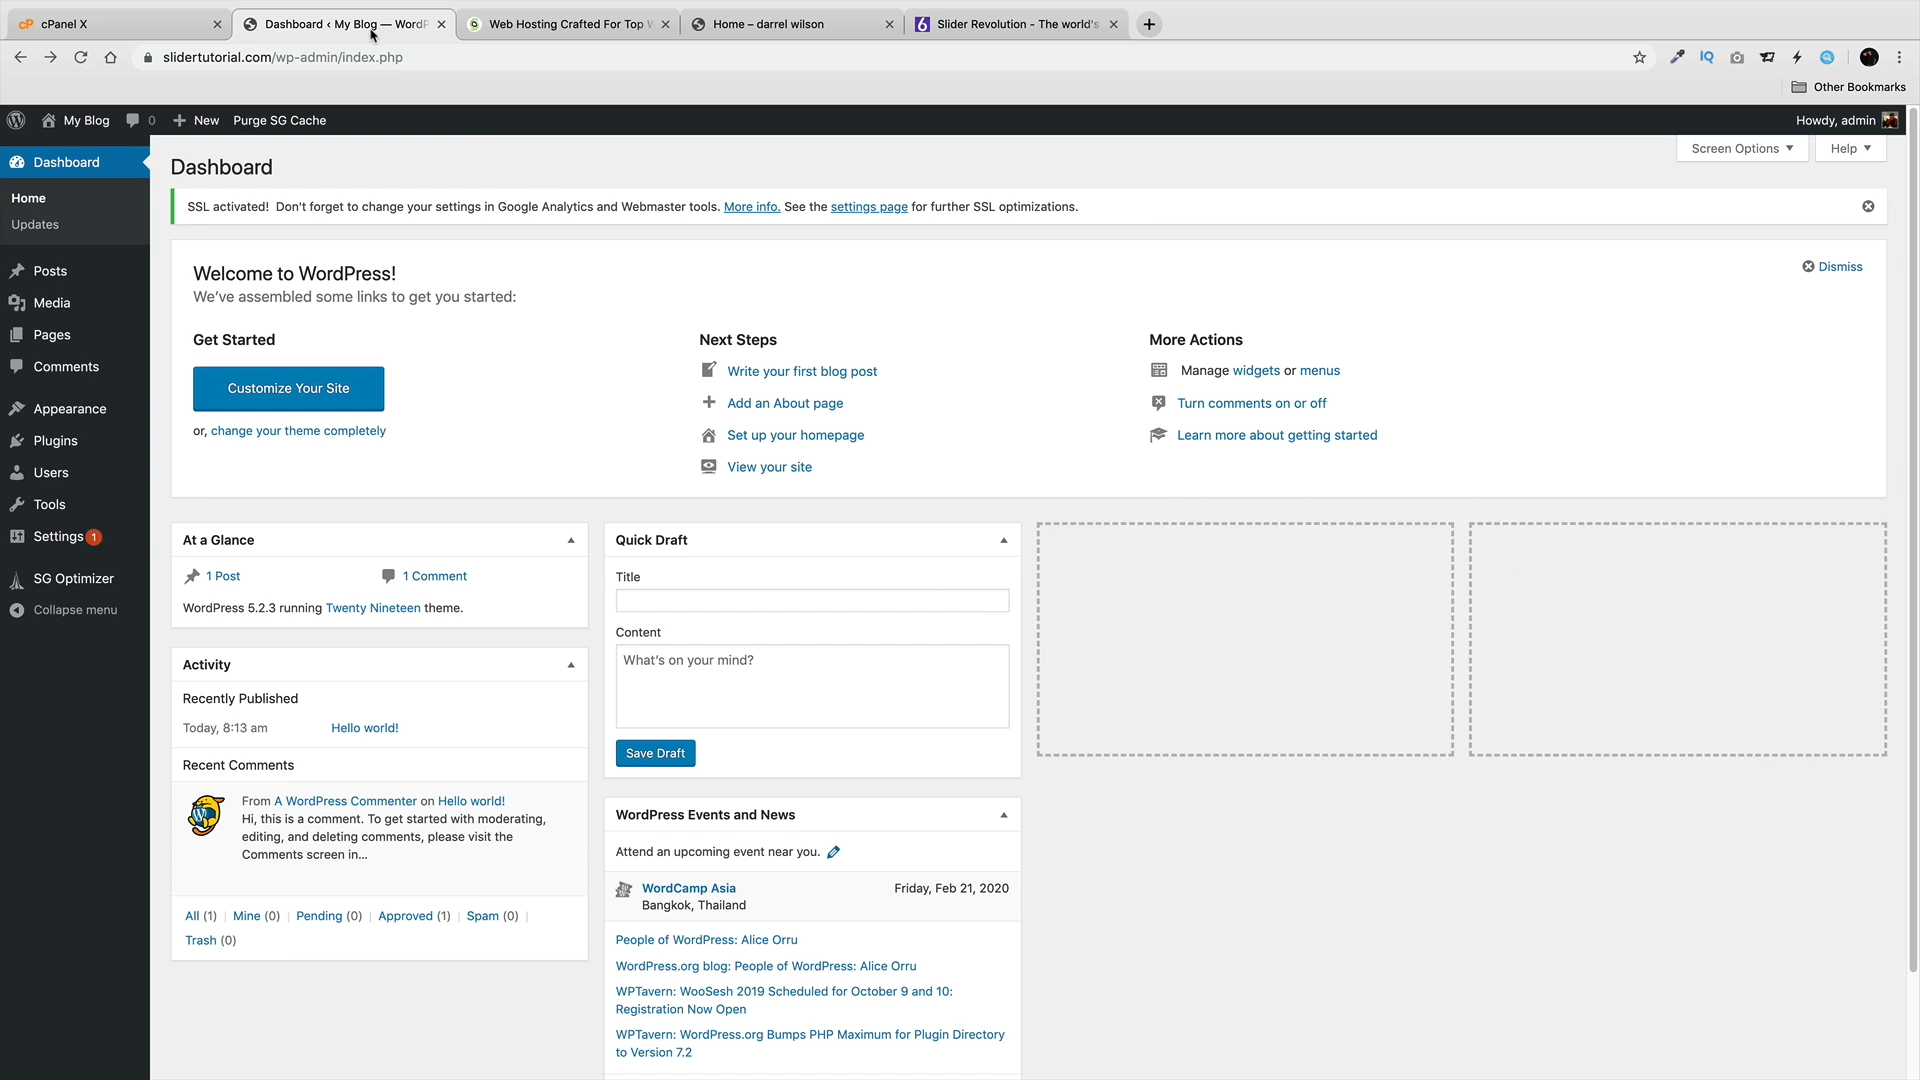 cPanel X
Dashboard ‹ My Blog — WordP
Web Hosting Crafted For Top W
Home – darrel wilson
Slider Revolution - The world's
slidertutorial.com/wp-admin/index.php
IQ
Other Bookmarks
My Blog
0
New
Purge SG Cache
Howdy, admin
Dashboard
Home
Updates
Posts
Media
Pages
Comments
Appearance
Plugins
Users
Tools
Settings 1
SG Optimizer
Collapse menu
Screen Options
Help
Dashboard
SSL activated!  Don't forget to change your settings in Google Analytics and Webmaster tools. More info. See the settings page for further SSL optimizations.
Welcome to WordPress!
Dismiss
We've assembled some links to get you started:
Get Started
Customize Your Site
or, change your theme completely
Next Steps
Write your first blog post
Add an About page
Set up your homepage
View your site
More Actions
Manage widgets or menus
Turn comments on or off
Learn more about getting started
At a Glance
1 Post
1 Comment
WordPress 5.2.3 running Twenty Nineteen theme.
Activity
Recently Published
Today, 8:13 am
Hello world!
Recent Comments
From A WordPress Commenter on Hello world!
Hi, this is a comment. To get started with moderating,
editing, and deleting comments, please visit the
Comments screen in...
All (1) | Mine (0) | Pending (0) | Approved (1) | Spam (0) |
Trash (0)
Quick Draft
Title
Content
What's on your mind?
Save Draft
WordPress Events and News
Attend an upcoming event near you.
WordCamp Asia
Friday, Feb 21, 2020
Bangkok, Thailand
People of WordPress: Alice Orru
WordPress.org blog: People of WordPress: Alice Orru
WPTavern: WooSesh 2019 Scheduled for October 9 and 10:
Registration Now Open
WPTavern: WordPress.org Bumps PHP Maximum for Plugin Directory
to Version 7.2